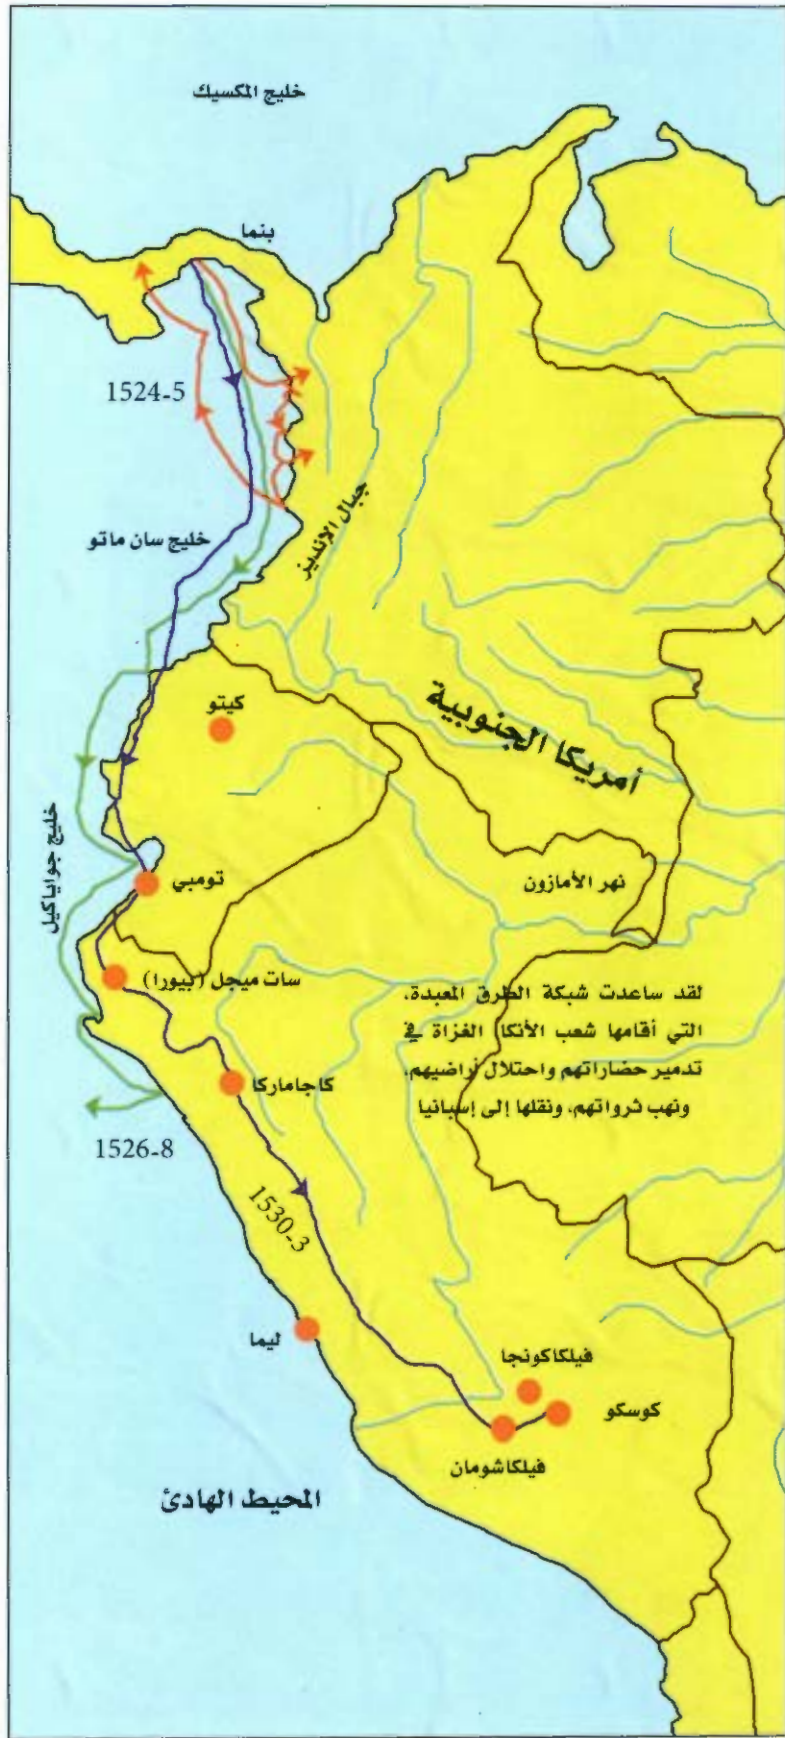 خليج المكسيك
بنما
1524-5
جبال الإنديز
خليج سان ماتو
كيتو
أمريكا الجنوبية
خليج جواياكيل
تومبي
نهر الأمازون
سات ميجل (بيورا)
لقد ساعدت شبكة الطرق المعبدة،
التي أقامها شعب الأنكا الغزاة في
تدمير حضاراتهم واحتلال أراضيهم،
ونهب ثرواتهم، ونقلها إلى إسبانيا
كاجاماركا
1526-8
1530-3
ليما
فيلكاكونجا
كوسكو
فيلكاشومان
المحيط الهادئ